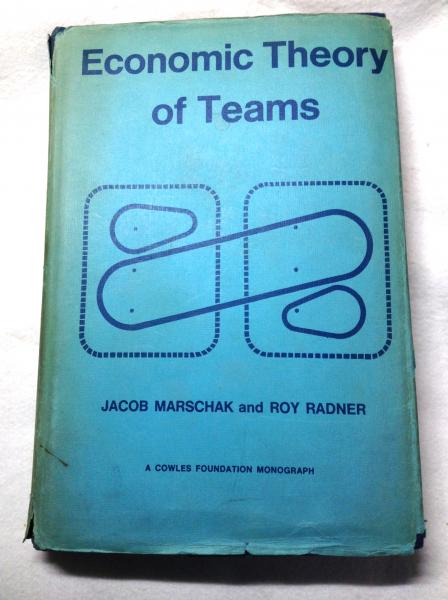 Economic Theory
of Teams
JACOB MARSCHAK and ROY RADNER
A COWLES FOUNDATION MONOGRAPH